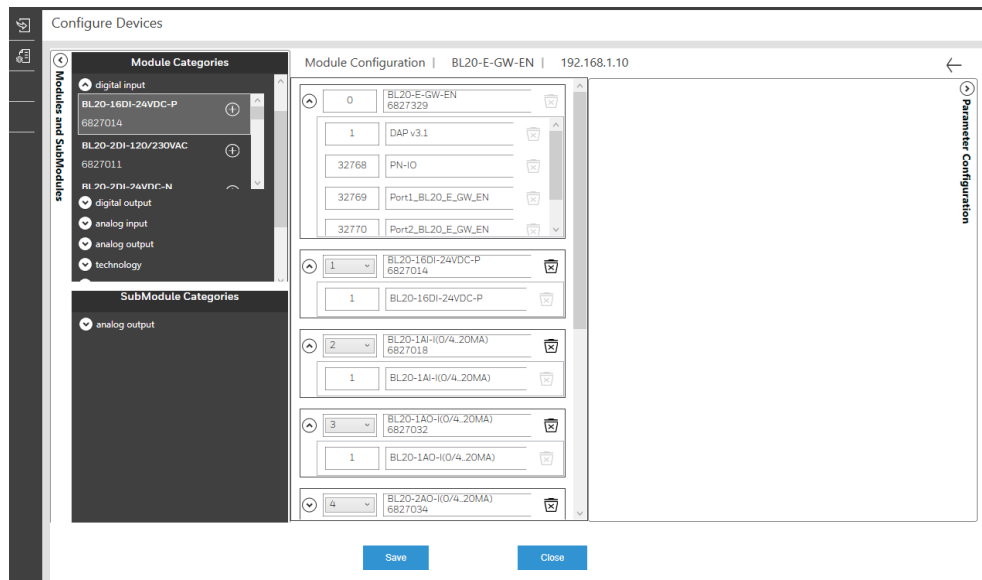 Configure Devices
Modules and SubModules
Module Categories
digital input
BL20-16DI-24VDC-P
6827014
BL20-2DI-120/230VAC
6827011
BL20-2DI-24VDC-N
digital output
analog input
analog output
technology
SubModule Categories
analog output
Module Configuration | BL20-E-GW-EN | 192.168.1.10
0
BL20-E-GW-EN
6827329
1 DAP v3.1
32768 PN-IO
32769 Port1_BL20_E_GW_EN
32770 Port2_BL20_E_GW_EN
1
BL20-16DI-24VDC-P
6827014
1 BL20-16DI-24VDC-P
2
BL20-1AI-I(0/4..20MA)
6827018
1 BL20-1AI-I(0/4..20MA)
3
BL20-1AO-I(0/4..20MA)
6827032
1 BL20-1AO-I(0/4..20MA)
4
BL20-2AO-I(0/4..20MA)
6827034
Parameter Configuration
Save
Close